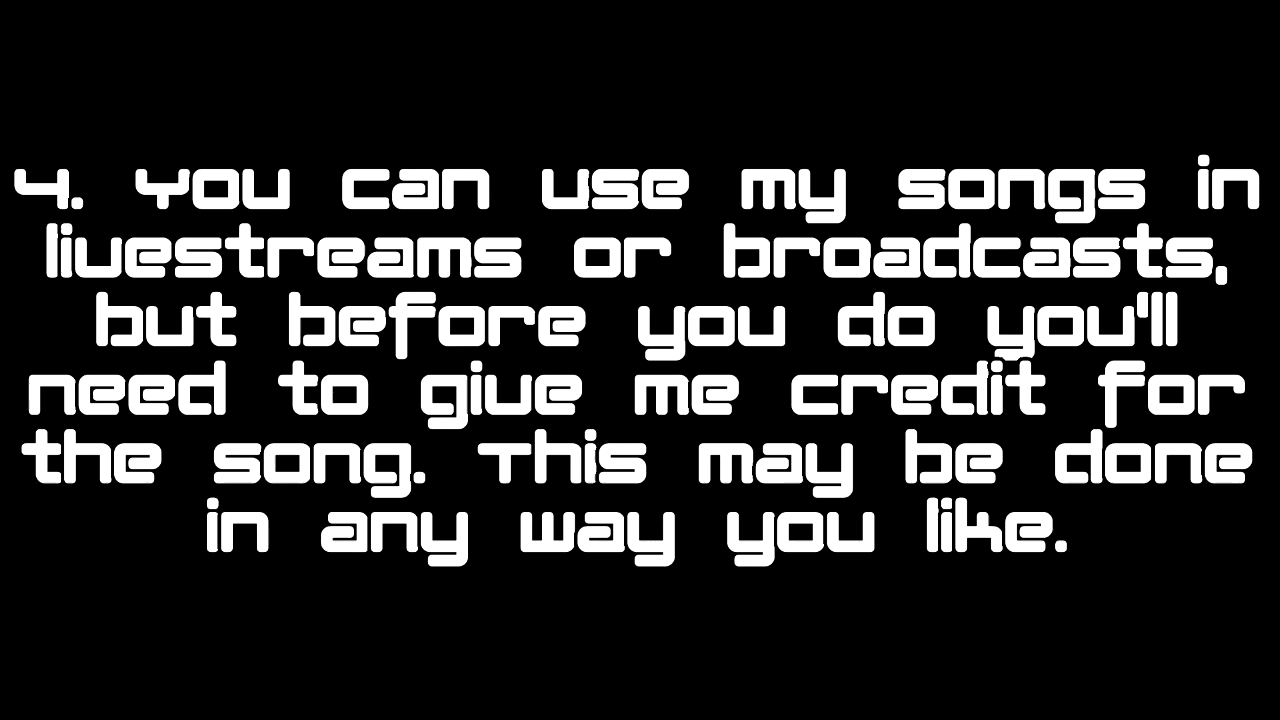 4. You can use my songs in
livestreams or broadcasts,
but before you do you'll
need to give me credit for
the song. This may be done
in any way you like.